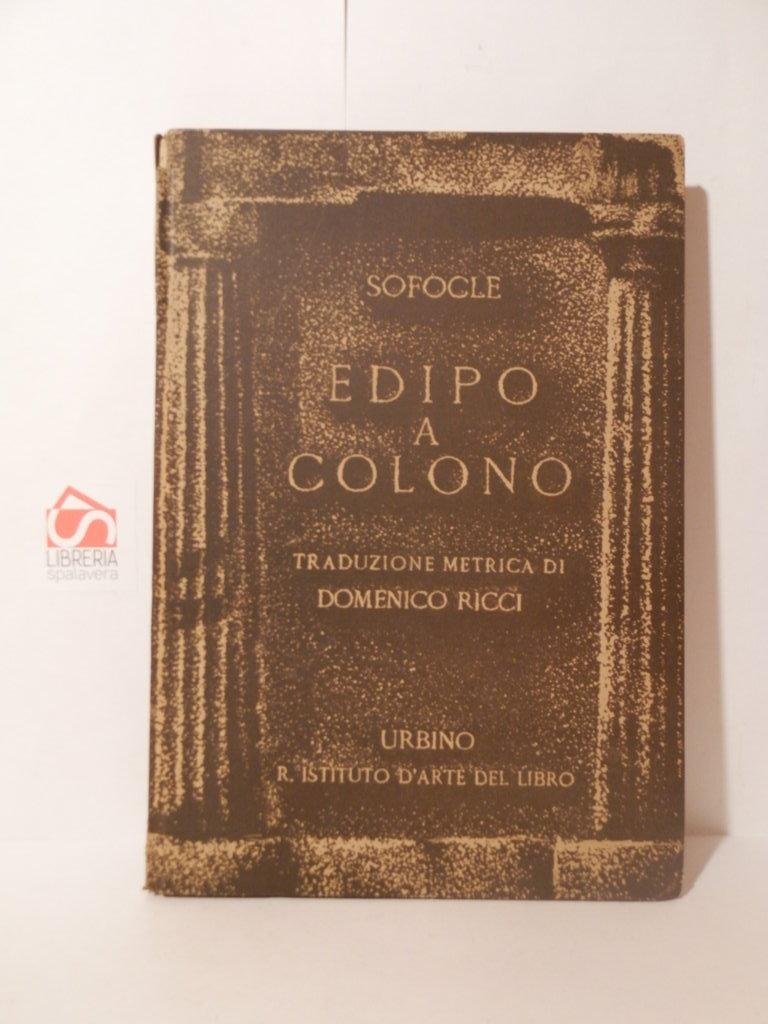 SOFOCLE
EDIPO
A
COLONO
TRADUZIONE METRICA DI
DOMENICO RICCI
URBINO
R. ISTITUTO D'ARTE DEL LIBRO
LIBRERIA
spalavera